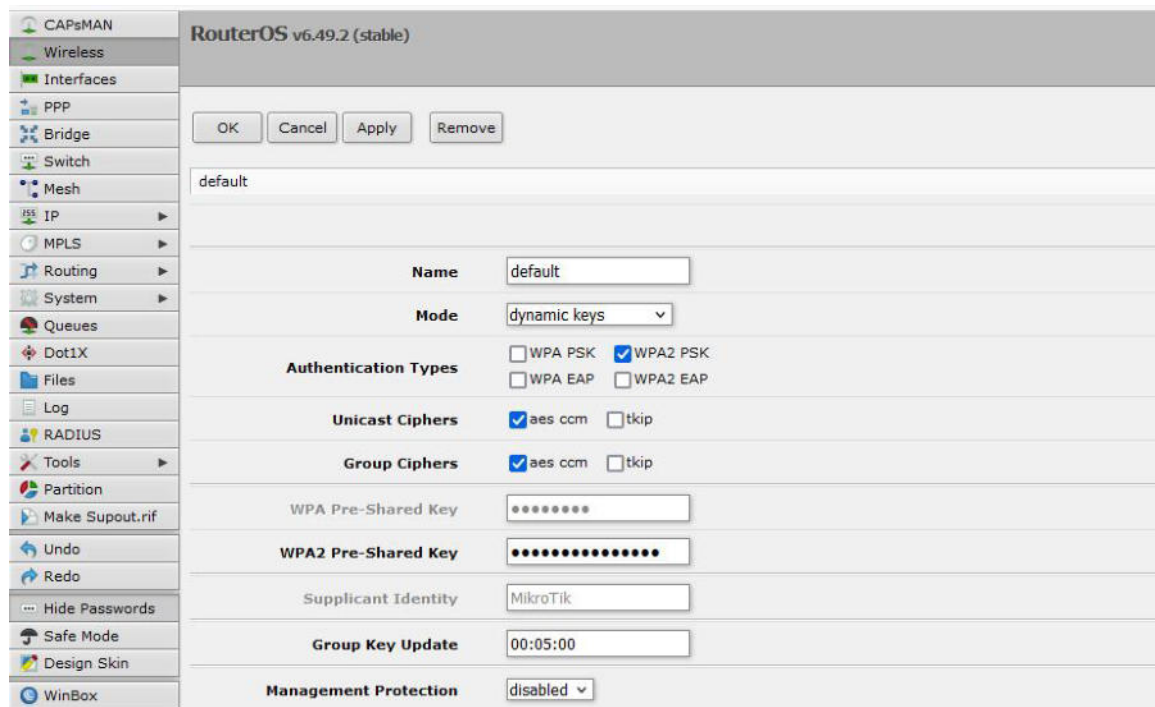 CAPsMAN
Wireless
Interfaces
PPP
Bridge
Switch
Mesh
IP
MPLS
Routing
System
Queues
Dot1X
Files
Log
RADIUS
Tools
Partition
Make Supout.rif
Undo
Redo
Hide Passwords
Safe Mode
Design Skin
WinBox
RouterOS v6.49.2 (stable)
OK Cancel Apply Remove
default
Name default
Mode dynamic keys
Authentication Types
WPA PSK WPA2 PSK
WPA EAP WPA2 EAP
Unicast Ciphers aes ccm tkip
Group Ciphers aes ccm tkip
WPA Pre-Shared Key ••••••••
WPA2 Pre-Shared Key •••••••••••••••
Supplicant Identity MikroTik
Group Key Update 00:05:00
Management Protection disabled